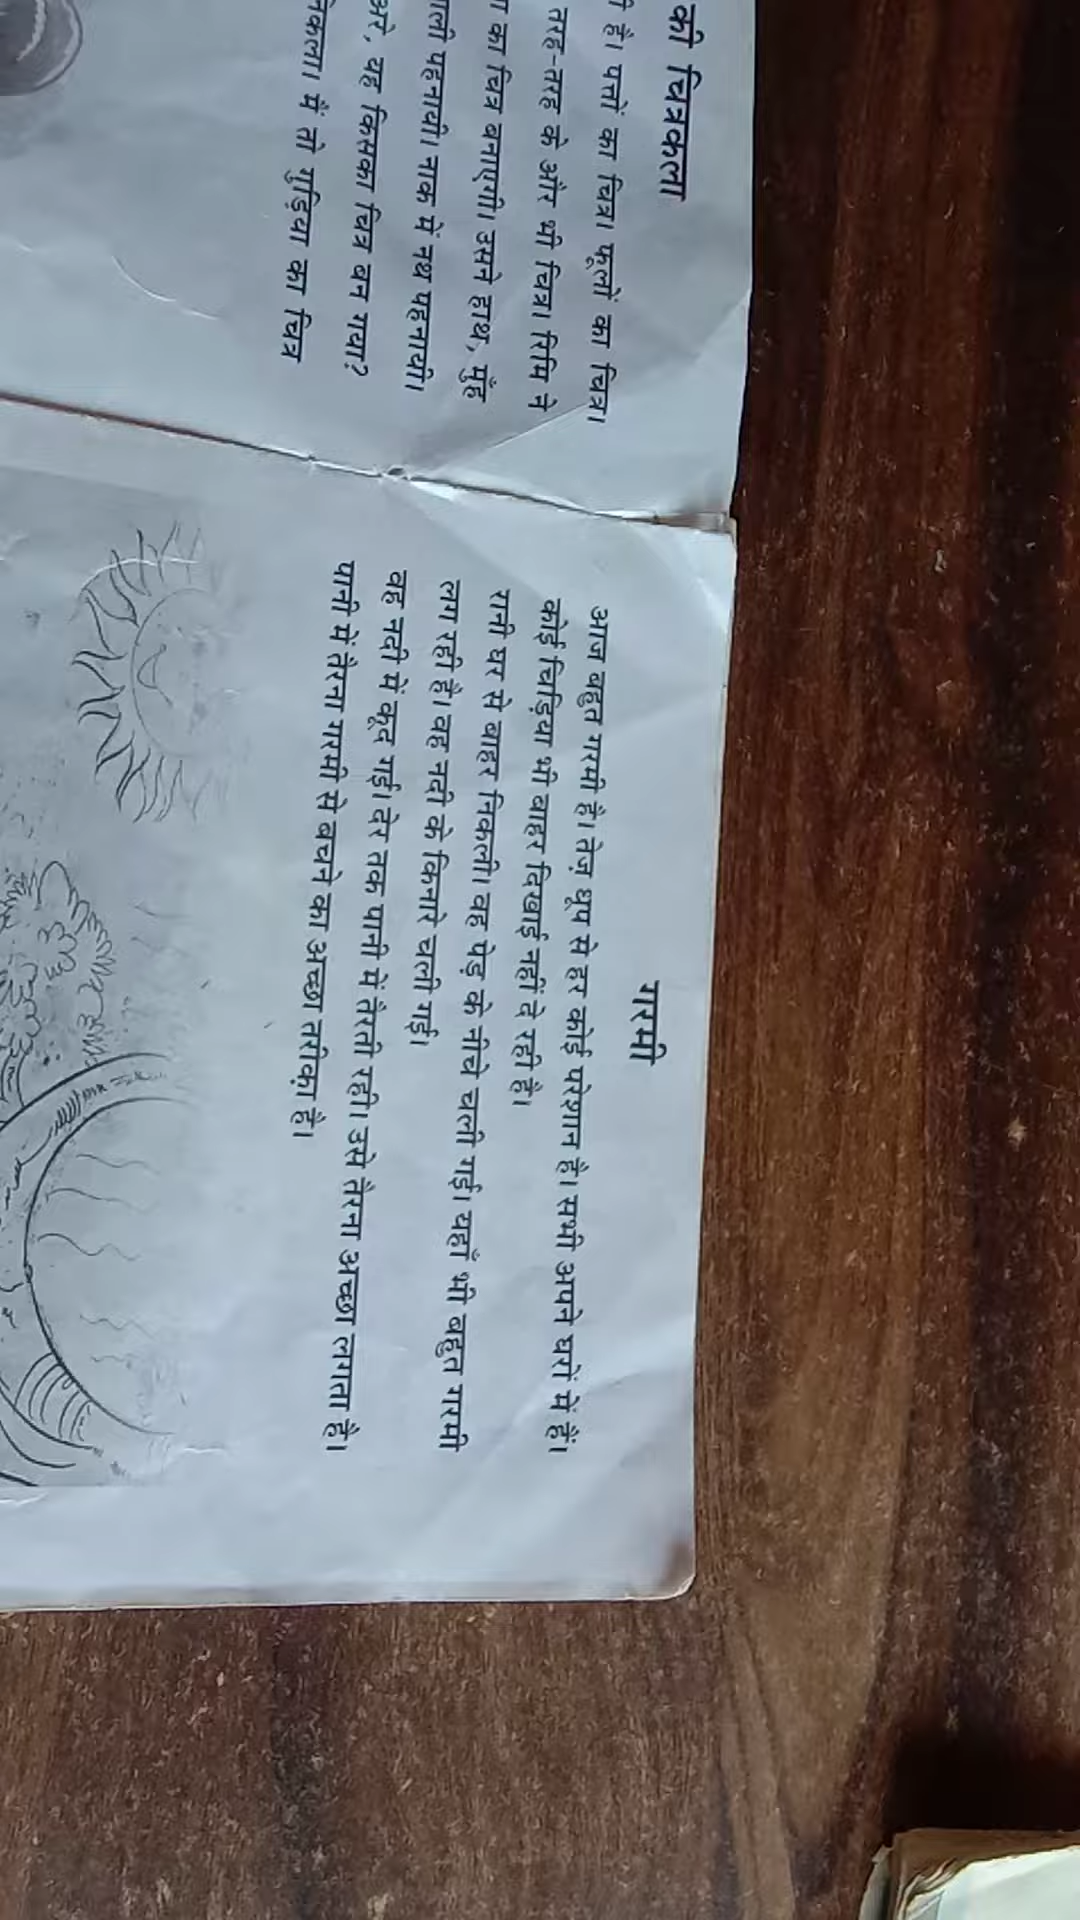 की चित्रकला
है। पत्तों का चित्र। फूलों का चित्र।
तरह-तरह के और भी चित्र। रिमि ने
का चित्र बनाएगी। उसने हाथ, मुँह
पहनायी। नाक में नथ पहनायी।
अरे, यह किसका चित्र बन गया?
निकला। मैं तो गुड़िया का चित्र
गरमी
आज बहुत गरमी है। तेज़ धूप से हर कोई परेशान है। सभी अपने घरों में हैं।
कोई चिड़िया भी बाहर दिखाई नहीं दे रही है।
रानी घर से बाहर निकली। वह पेड़ के नीचे चली गई। यहाँ भी बहुत गरमी
लग रही है। वह नदी के किनारे चली गई।
वह नदी में कूद गई। देर तक पानी में तैरती रही। उसे तैरना अच्छा लगता है।
पानी में तैरना गरमी से बचने का अच्छा तरीक़ा है।